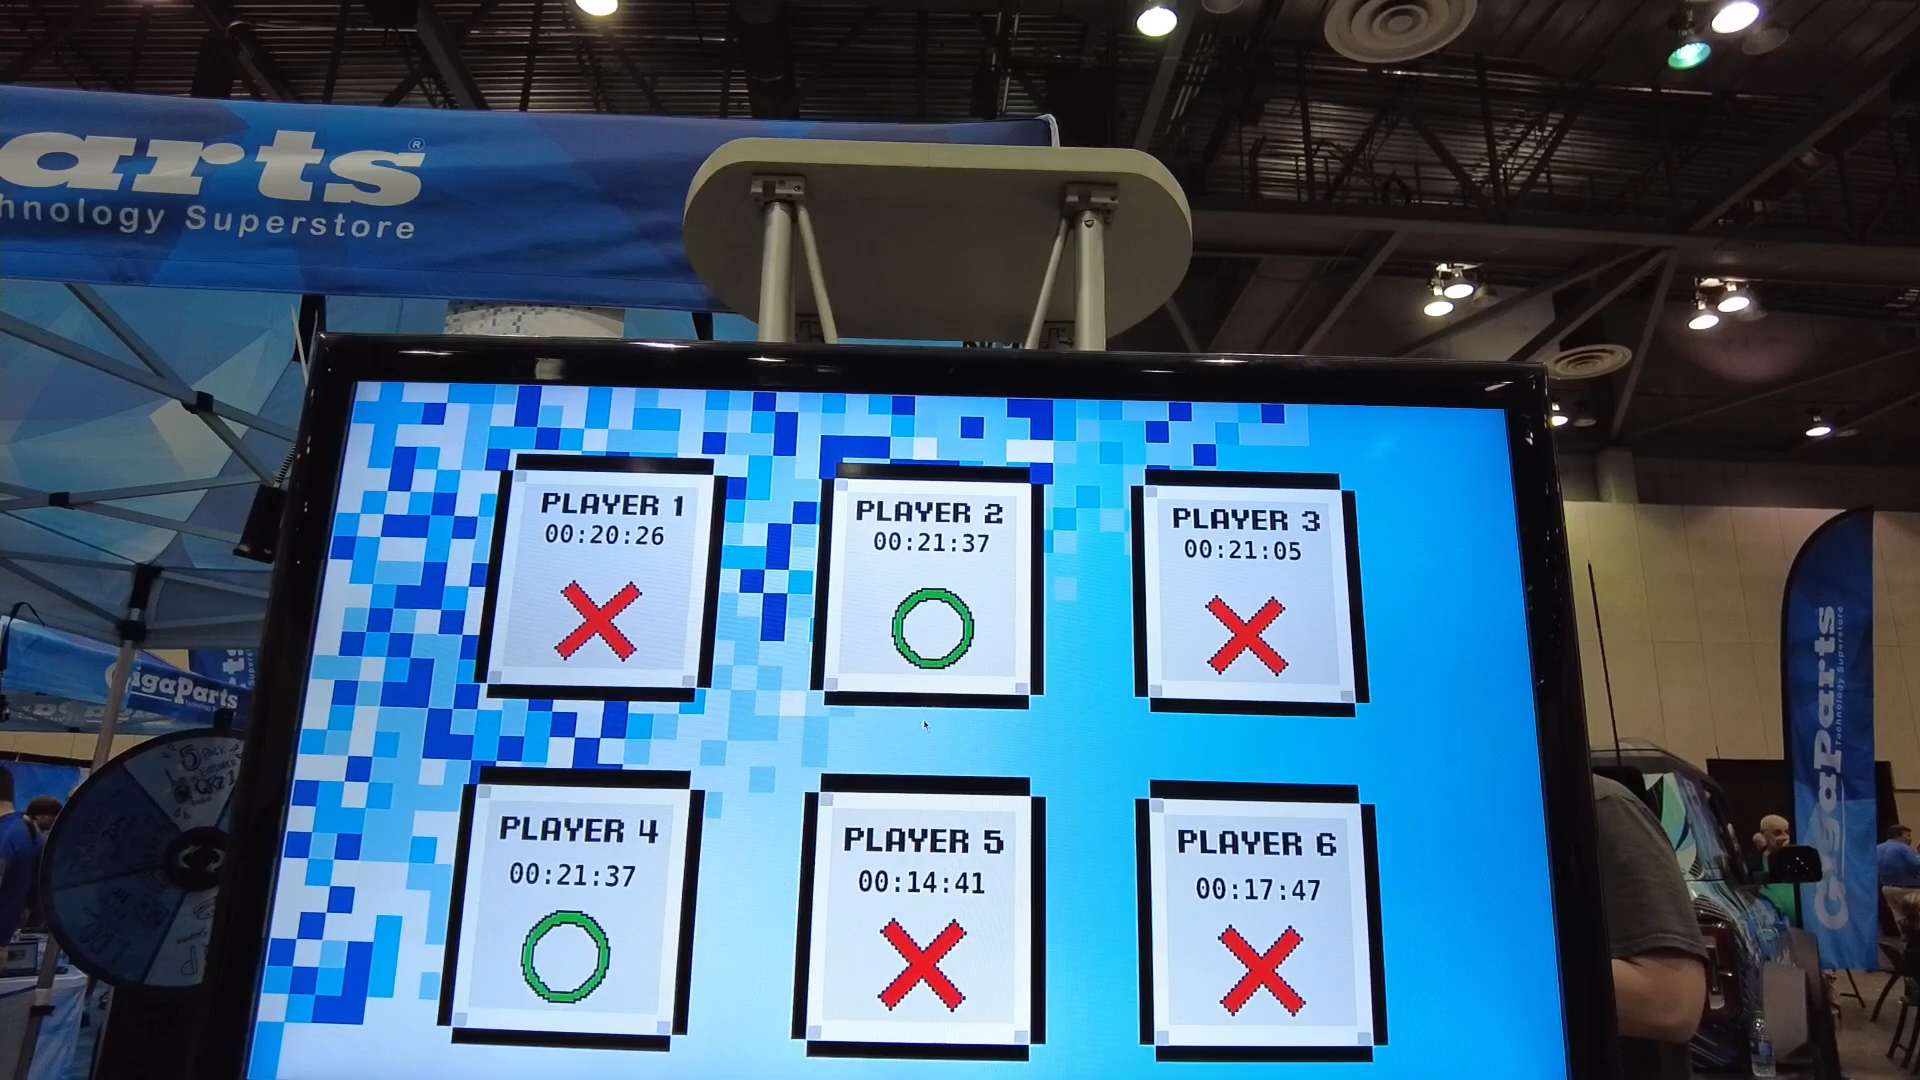 arts®
hnology Superstore
PLAYER 1
00:20:26
PLAYER 2
00:21:37
PLAYER 3
00:21:05
PLAYER 4
00:21:37
PLAYER 5
00:14:41
PLAYER 6
00:17:47
GigaParts
GigaParts
Technology Superstore